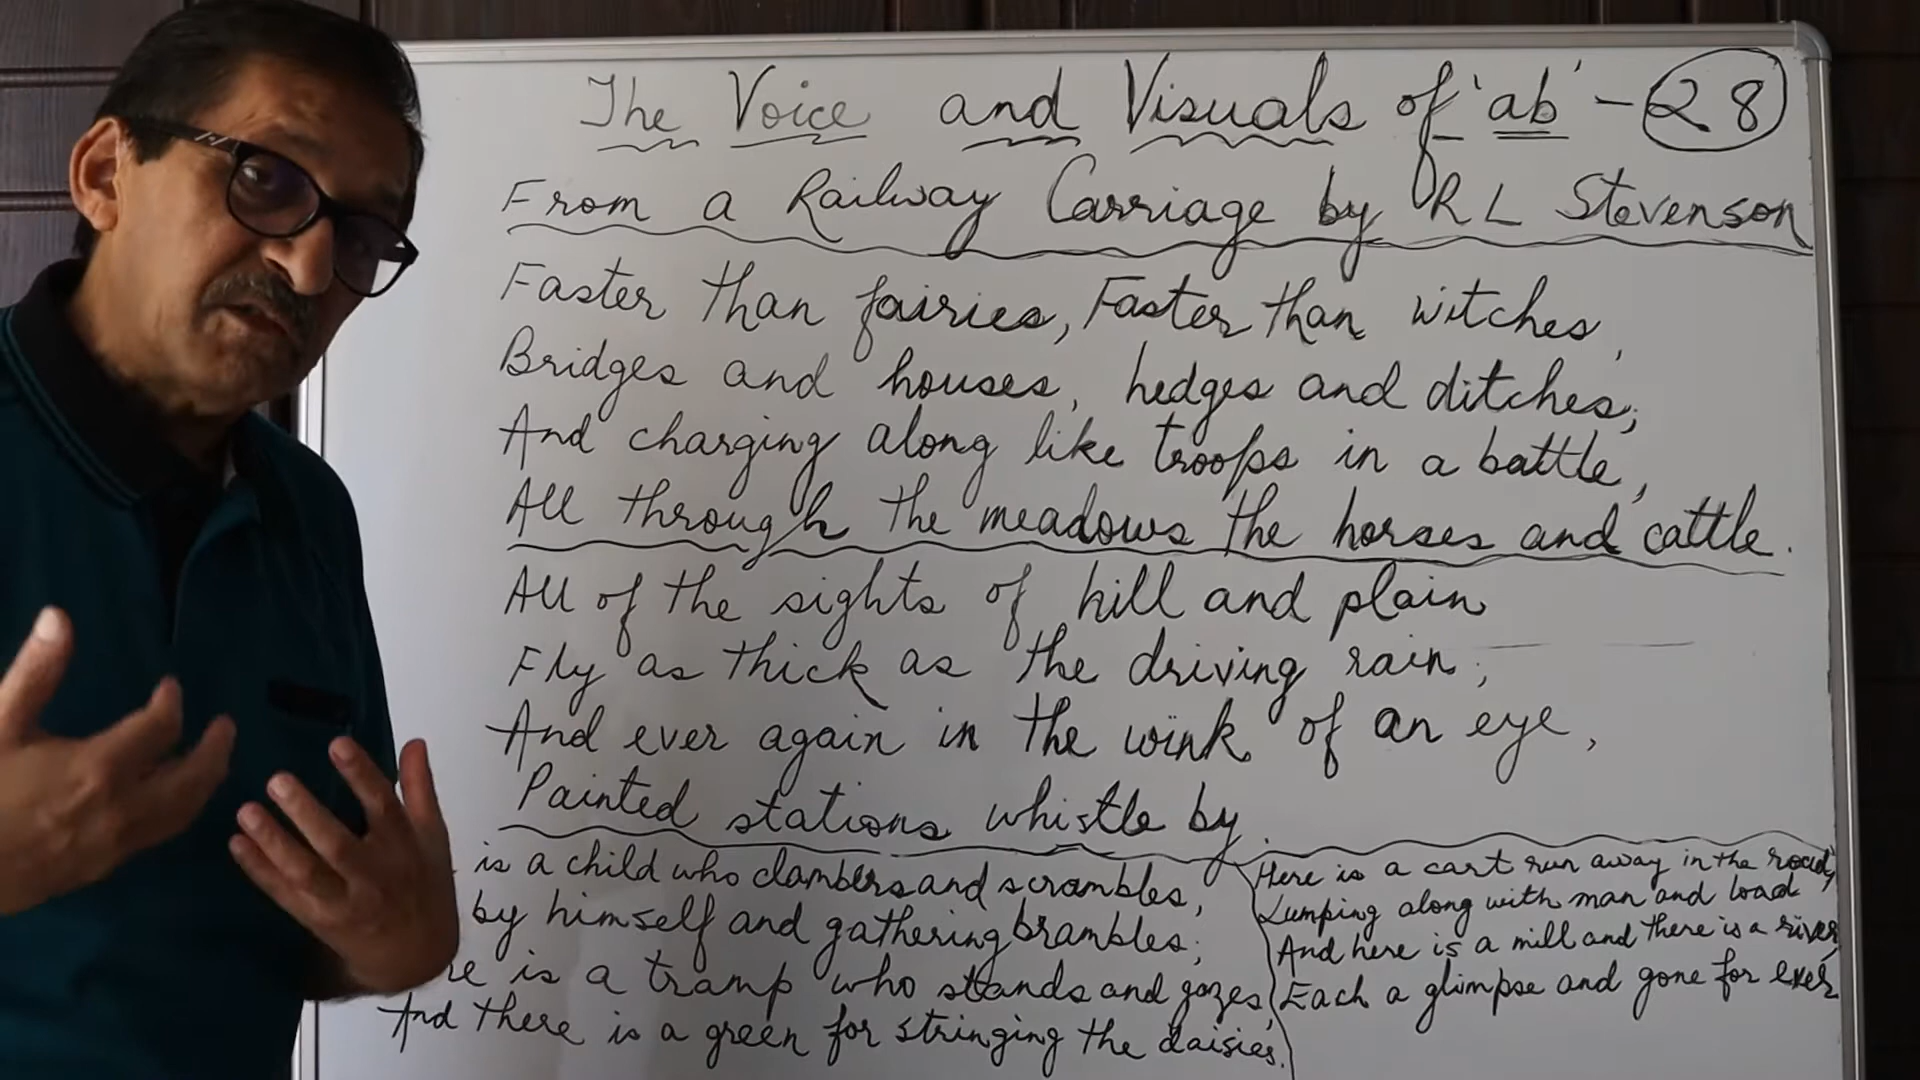 The Voice and Visuals of 'ab' - 28
From a Railway Carriage by R L Stevenson
Faster than fairies, Faster than witches,
Bridges and houses, hedges and ditches;
And charging along like troops in a battle,
All through the meadows the horses and cattle.
All of the sights of hill and plain
Fly as thick as the driving rain;
And ever again in the wink of an eye,
Painted stations whistle by.
is a child who clambers and scrambles,
by himself and gathering brambles;
re is a tramp who stands and gazes,
And there is a green for stringing the daisies.
Here is a cart run away in the road,
Lumping along with man and load
And here is a mill and there is a river,
Each a glimpse and gone for ever